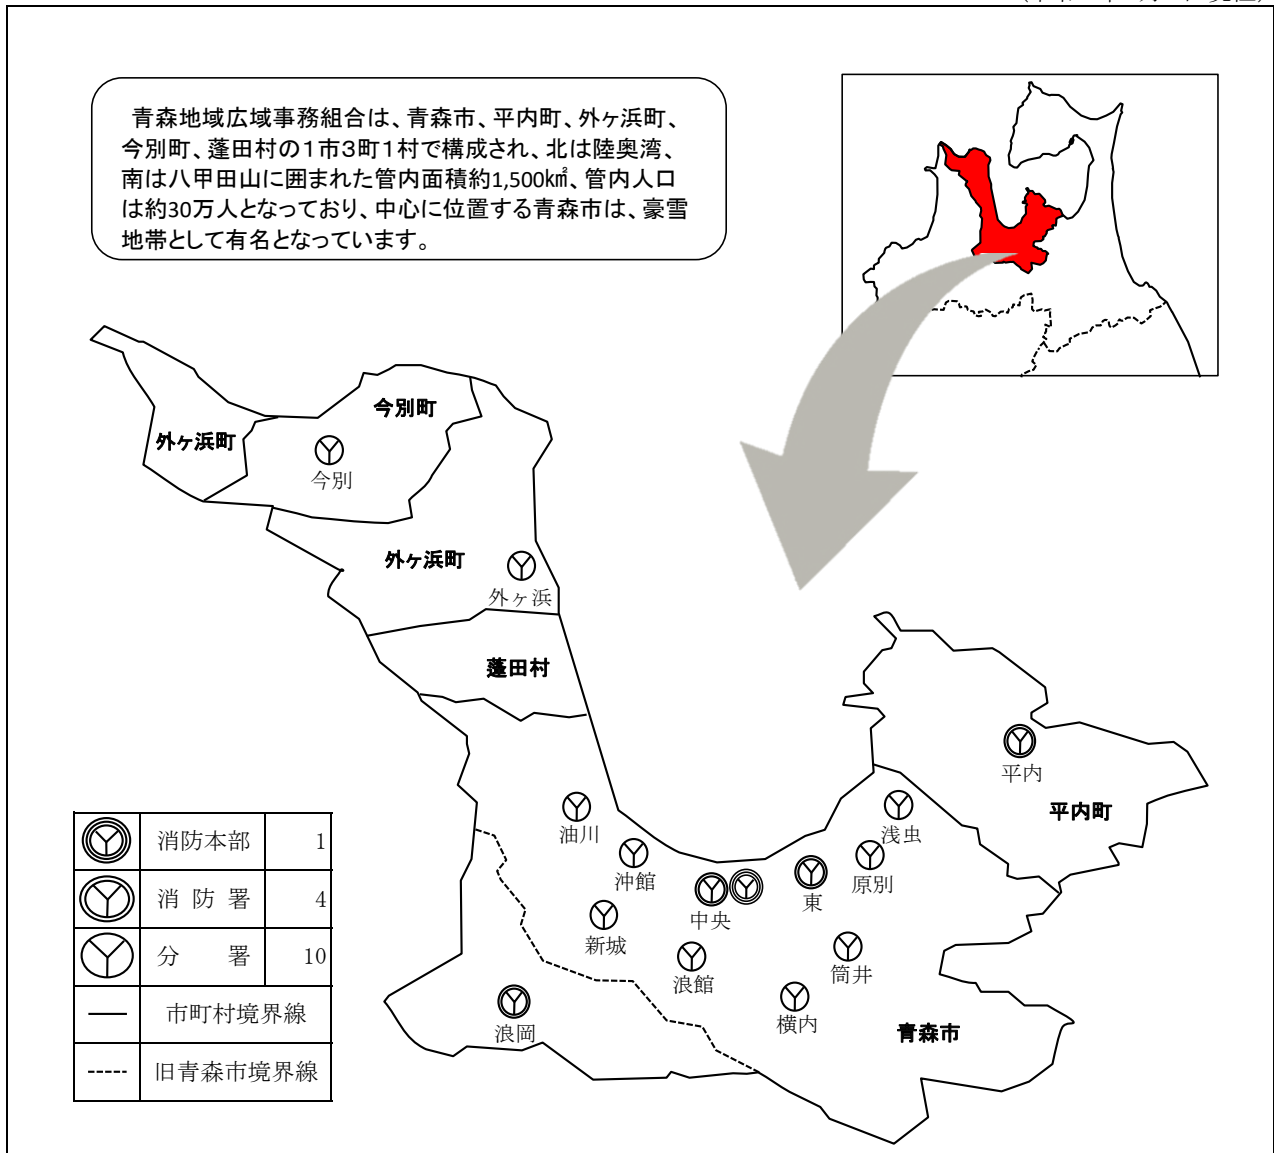 青森地域広域事務組合は、青森市、平内町、外ヶ浜町、
今別町、蓬田村の1市3町1村で構成され、北は陸奥湾、
南は八甲田山に囲まれた管内面積約1,500㎢、管内人口
は約30万人となっており、中心に位置する青森市は、豪雪
地帯として有名となっています。
今別町
外ヶ浜町
今別
外ヶ浜町
外ヶ浜
蓬田村
平内
平内町
油川
浅虫
沖館
原別
中央
東
新城
浪館
筒井
横内
浪岡
青森市
消防本部 1
消防署 4
分署 10
市町村境界線
旧青森市境界線